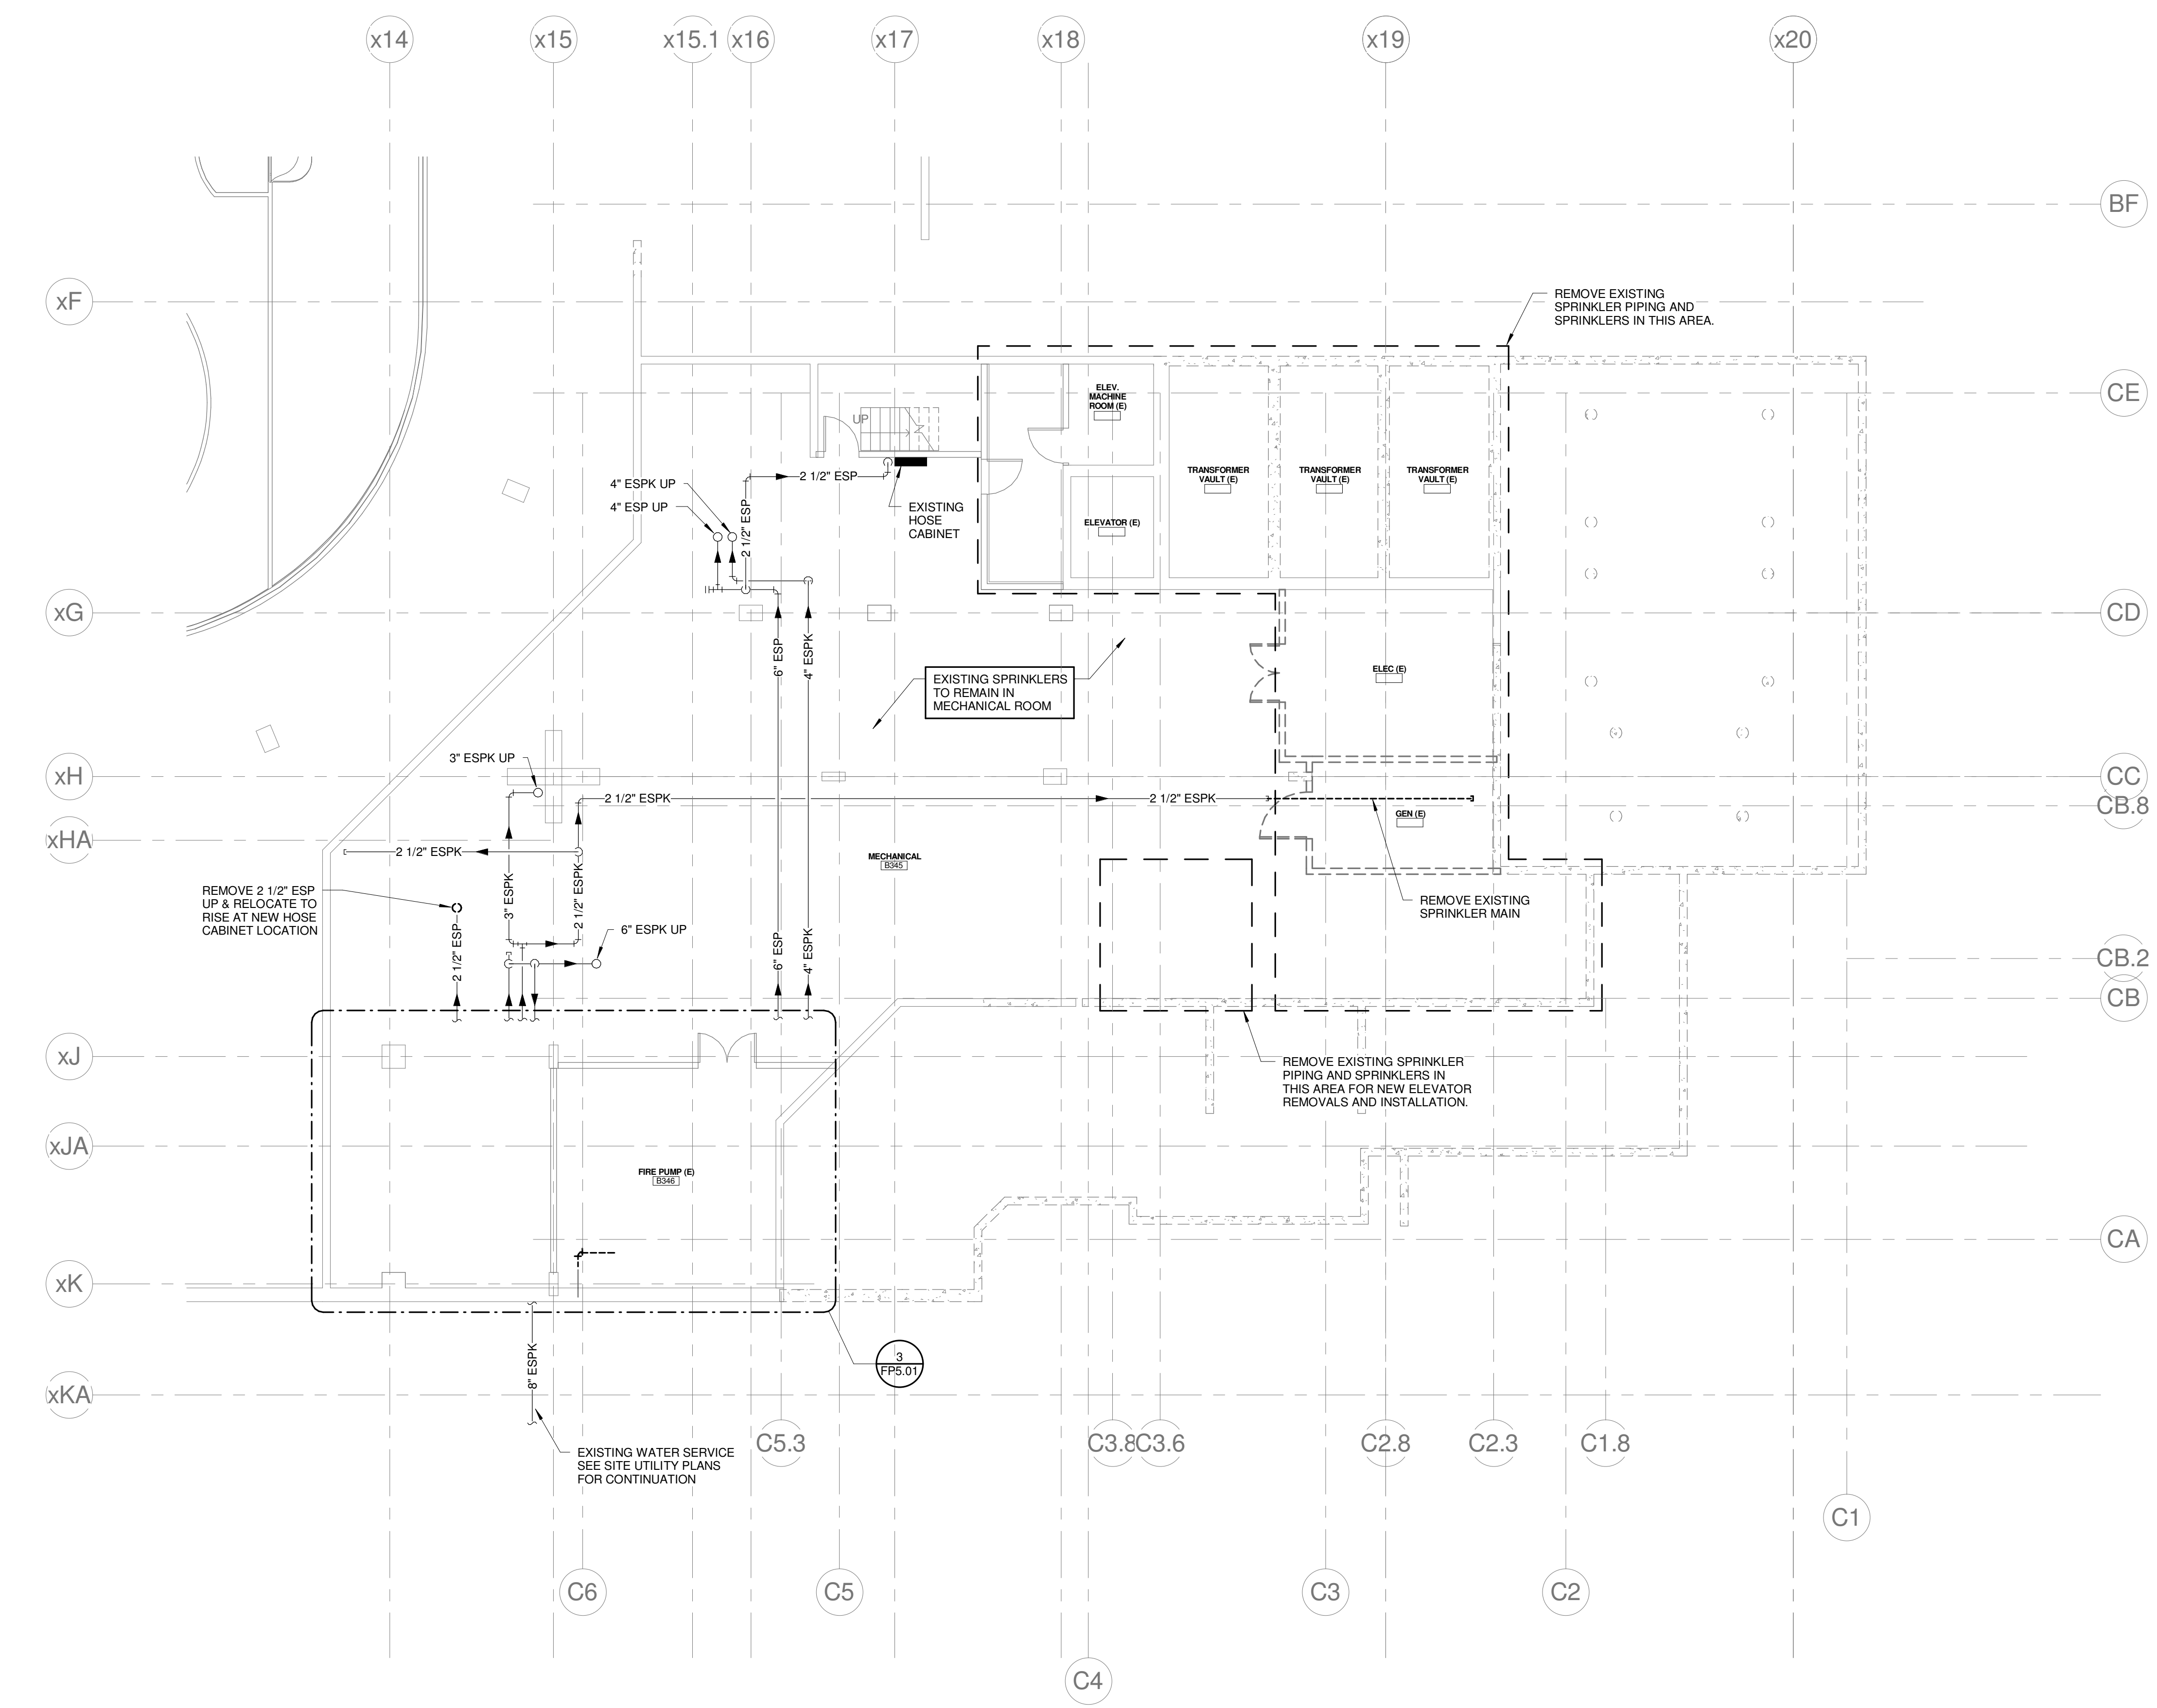 x14
x15
x15.1
x16
x17
x18
x19
x20
BF
xF
REMOVE EXISTING
SPRINKLER PIPING AND
SPRINKLERS IN THIS AREA.
CE
ELEV.
MACHINE
ROOM (E)
UP
TRANSFORMER
VAULT (E)
TRANSFORMER
VAULT (E)
TRANSFORMER
VAULT (E)
2 1/2" ESP
4" ESPK UP
4" ESP UP
2 1/2" ESP
EXISTING
HOSE
CABINET
ELEVATOR (E)
xG
CD
6" ESP
4" ESPK
EXISTING SPRINKLERS
TO REMAIN IN
MECHANICAL ROOM
ELEC (E)
3" ESPK UP
xH
CC
2 1/2" ESPK
2 1/2" ESPK
CB.8
GEN (E)
xHA
2 1/2" ESPK
MECHANICAL
B345
REMOVE 2 1/2" ESP
UP & RELOCATE TO
RISE AT NEW HOSE
CABINET LOCATION
3" ESPK
2 1/2" ESPK
REMOVE EXISTING
SPRINKLER MAIN
6" ESPK UP
2 1/2" ESP
6" ESP
4" ESPK
CB.2
CB
xJ
REMOVE EXISTING SPRINKLER
PIPING AND SPRINKLERS IN
THIS AREA FOR NEW ELEVATOR
REMOVALS AND INSTALLATION.
xJA
FIRE PUMP (E)
B346
CA
xK
8" ESPK
3
FP5.01
xKA
EXISTING WATER SERVICE
SEE SITE UTILITY PLANS
FOR CONTINUATION
C5.3
C3.8
C3.6
C2.8
C2.3
C1.8
C1
C6
C5
C3
C2
C4